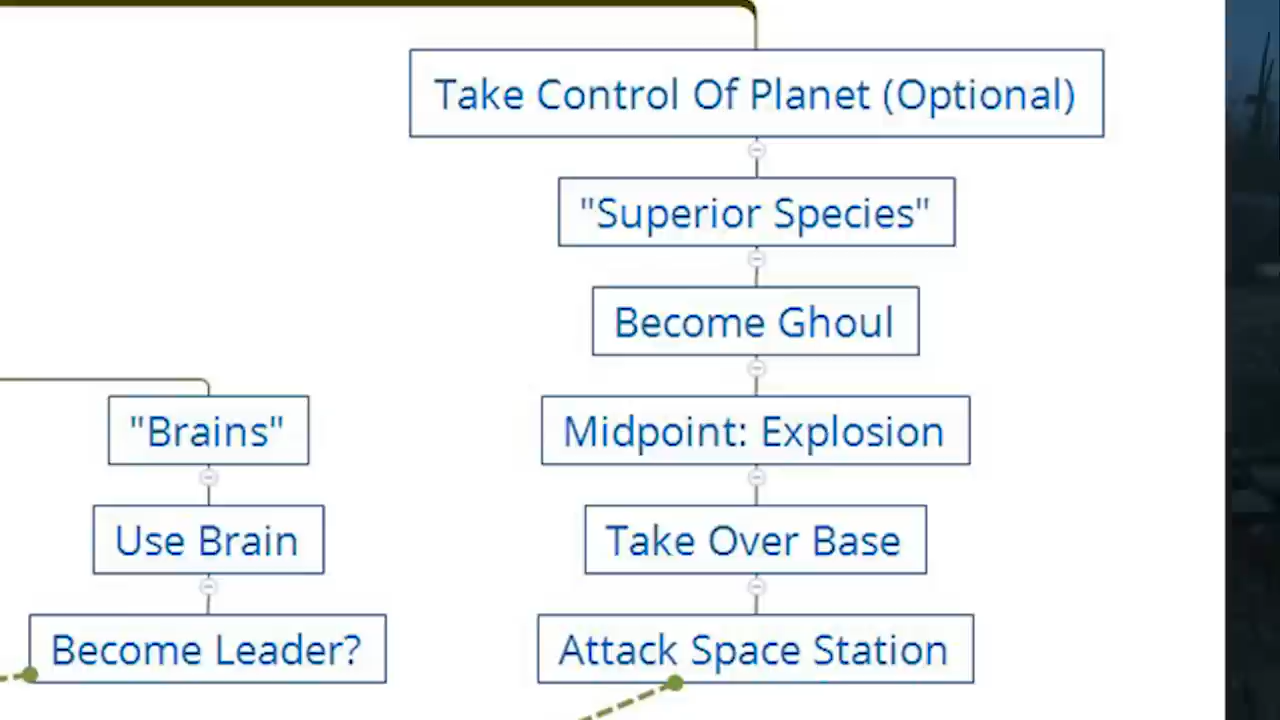 Take Control Of Planet (Optional)
"Superior Species"
Become Ghoul
Midpoint: Explosion
Take Over Base
Attack Space Station
"Brains"
Use Brain
Become Leader?